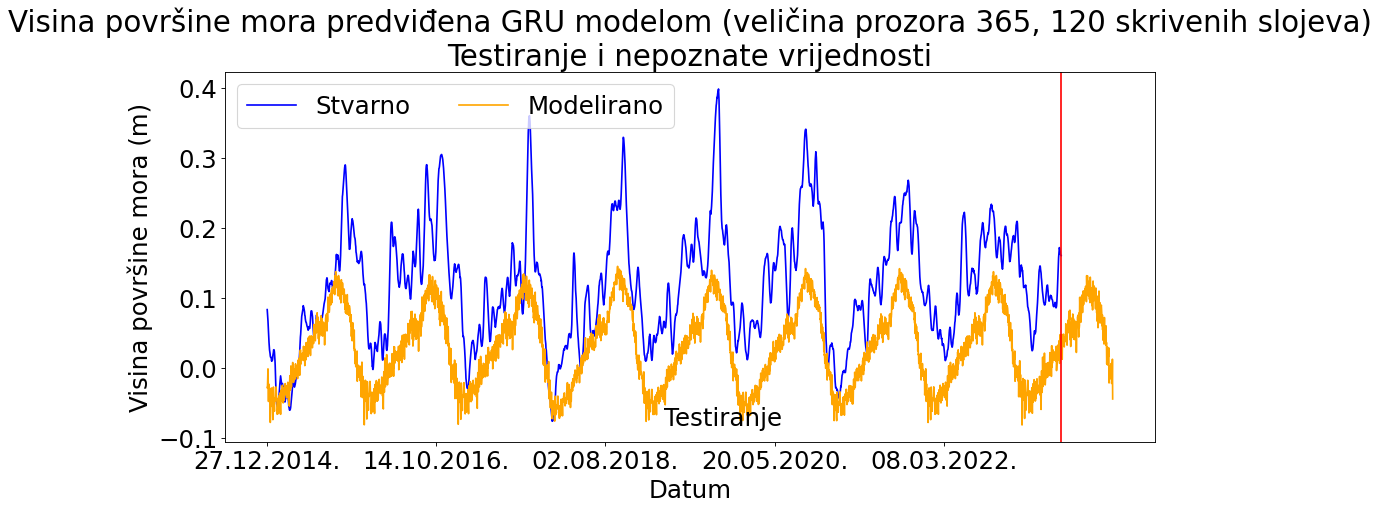 Visina površine mora predviđena GRU modelom (veličina prozora 365, 120 skrivenih slojeva)
Testiranje i nepoznate vrijednosti
Stvarno
Modelirano
Visina površine mora (m)
0.4
0.3
0.2
0.1
0.0
−0.1
Testiranje
27.12.2014.
14.10.2016.
02.08.2018.
20.05.2020.
08.03.2022.
Datum